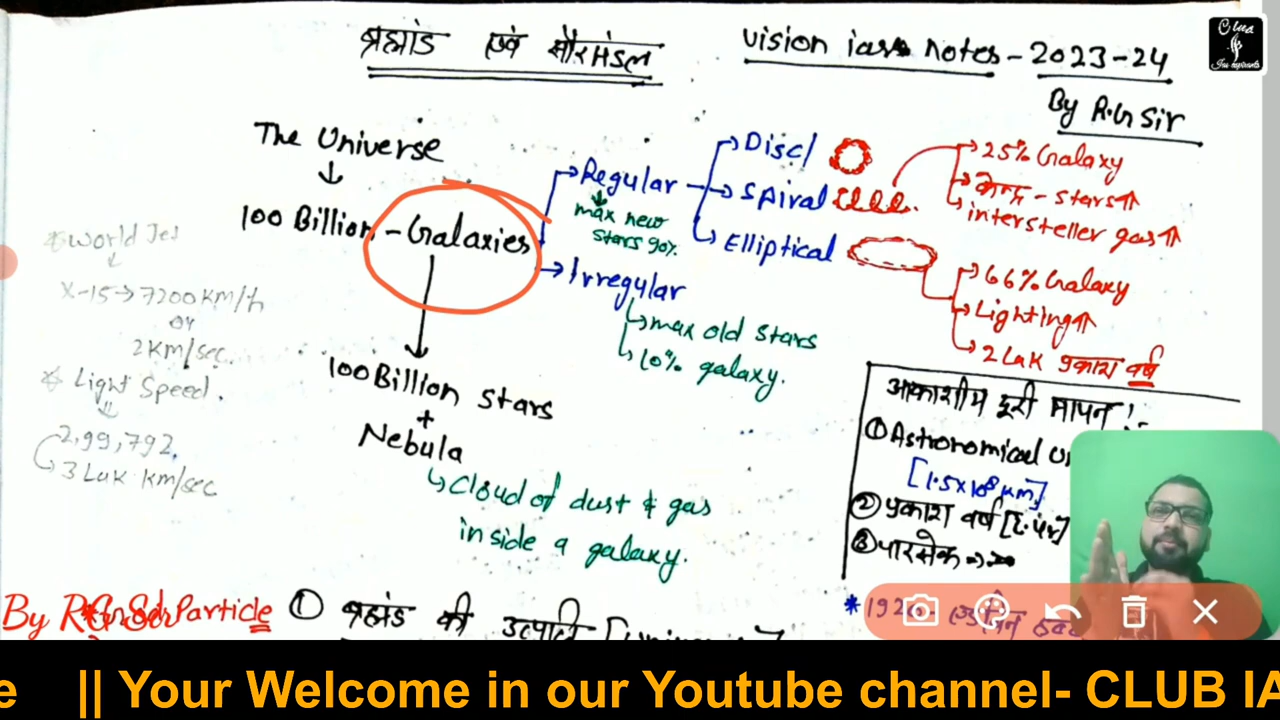 ब्रह्मांड एवं सौरमंडल
vision ias notes - 2023-24
By R.G Sir
Club
Ias Aspirants
The Universe
100 Billion - Galaxies
Regular
max new
stars 90%
Disc/
Spiral
Elliptical
25% Galaxy
केन्द्र - stars↑
intersteller gas↑
66% Galaxy
Lighting↑
2 Lak प्रकाश वर्ष
Irregular
max old stars
10% galaxy.
100 Billion stars
+
Nebula
cloud of dust & gas
inside a galaxy.
* World Jet
X-15→7200 km/h
or
2 km/sec.
* Light Speed.
2,99,792,
3 Lak km/sec
आकाशीय दूरी मापन :-
① Astronomical
[1.5x10⁸ km]
② प्रकाश वर्ष
③ पारसेक ⇒
By RG Sir
Particle
① ब्रह्मांड की उत्पत्ति
*
e || Your Welcome in our Youtube channel- CLUB IA